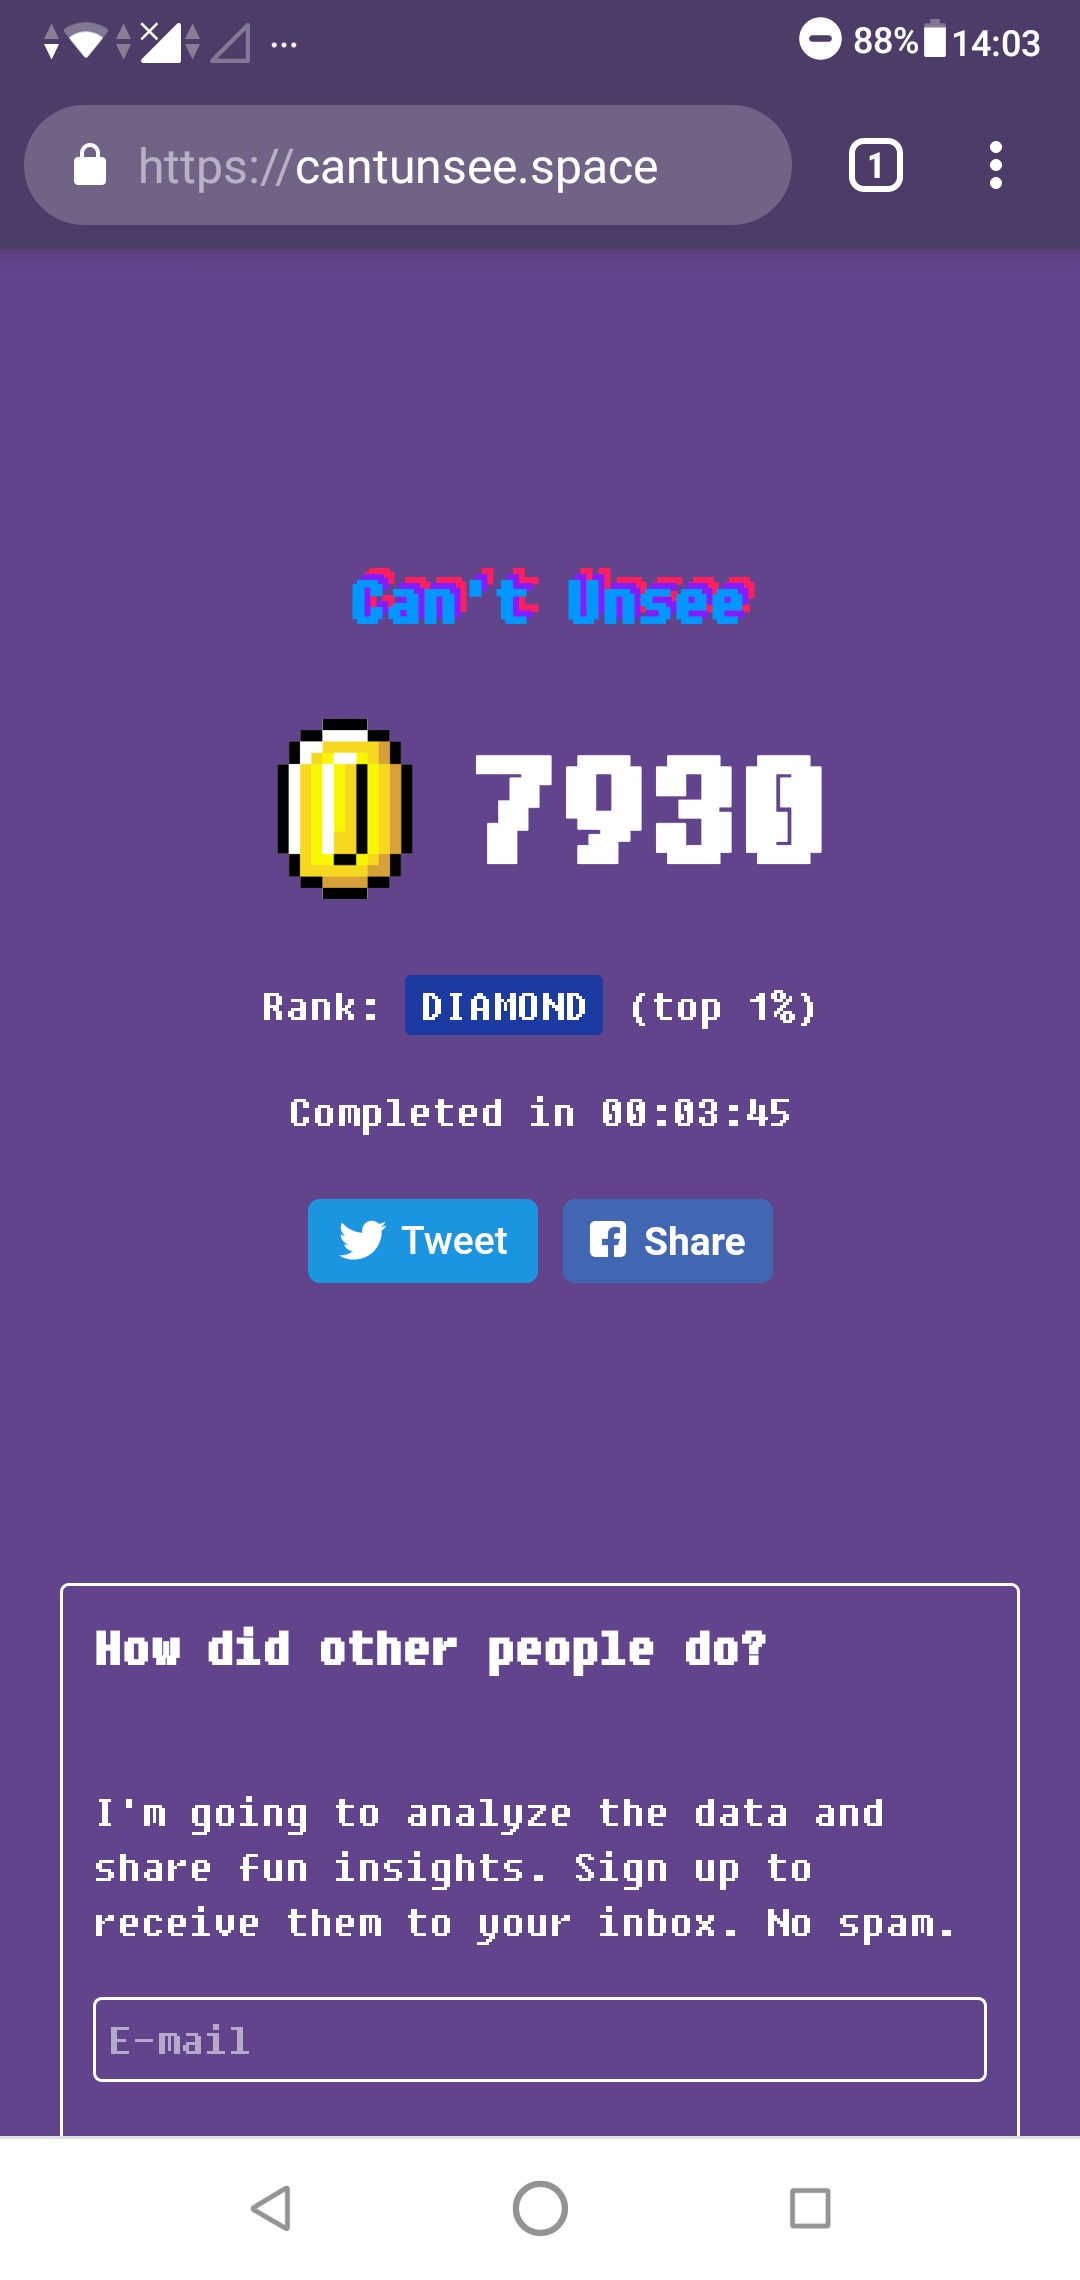 ... 88% 14:03
https://cantunsee.space 1
Can't Unsee
7930
Rank: DIAMOND (top 1%)
Completed in 00:03:45
Tweet Share
How did other people do?
I'm going to analyze the data and
share fun insights. Sign up to
receive them to your inbox. No spam.
E-mail